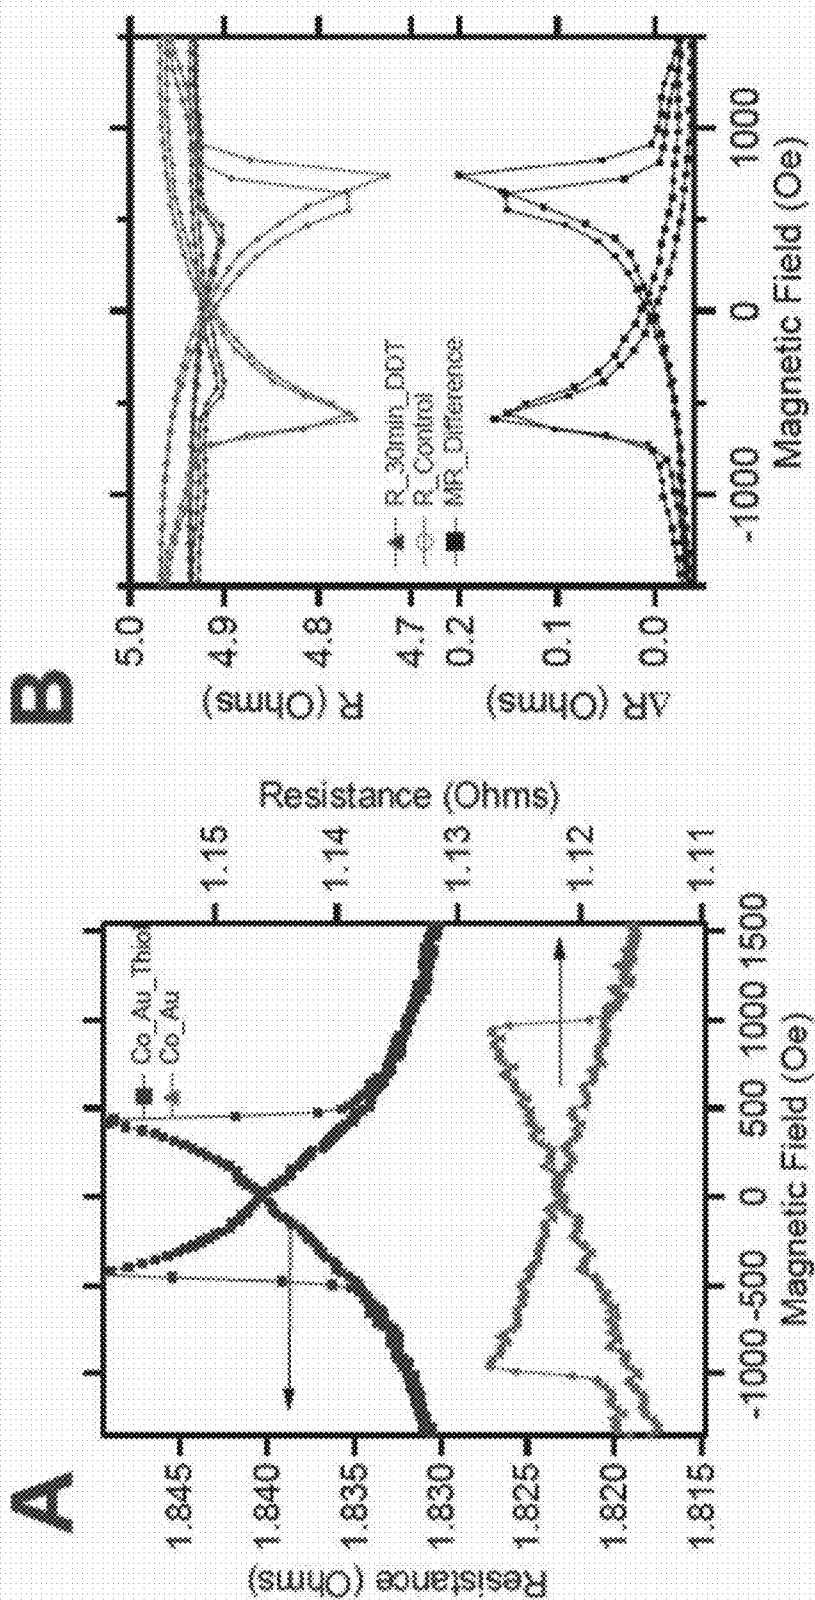 A
Resistance (Ohms)
1.845
1.840
1.835
1.830
1.825
1.820
1.815
Co_Au_Thiol
Co_Au
-1000 -500 0 500 1000 1500
Magnetic Field (Oe)
1.15
1.14
1.13
1.12
1.11
Resistance (Ohms)
B
R (Ohms)
5.0
4.9
4.8
4.7
ΔR (Ohms)
0.2
0.1
0.0
R_30min_DDT
R_Control
MR_Difference
-1000 0 1000
Magnetic Field (Oe)